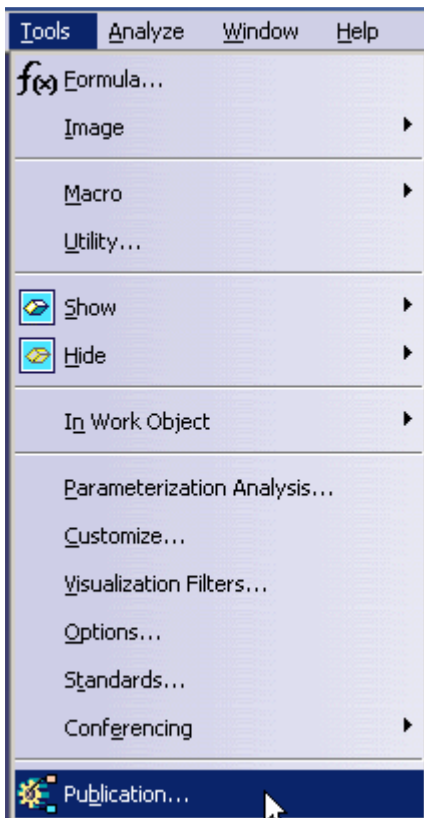 Tools Analyze Window Help
f(x) Formula...
Image
Macro
Utility...
Show
Hide
In Work Object
Parameterization Analysis...
Customize...
Visualization Filters...
Options...
Standards...
Conferencing
Publication...